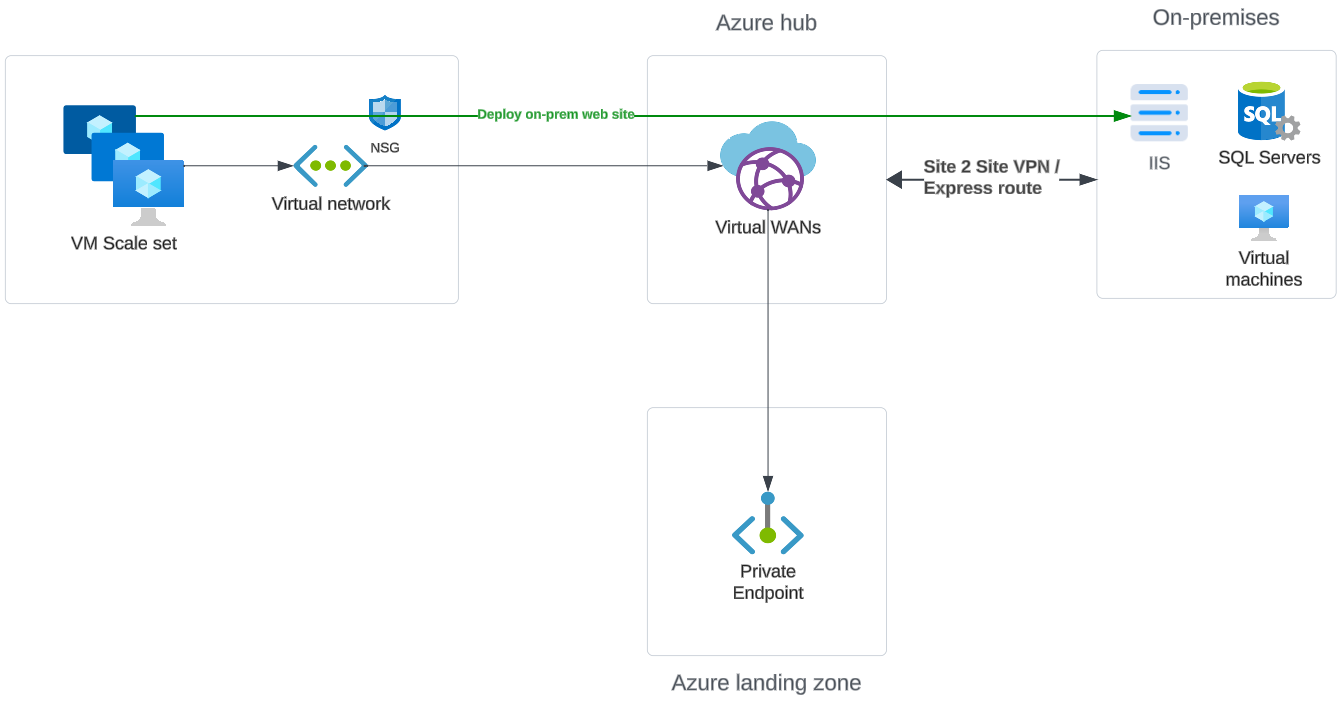 Azure hub
On-premises
NSG
Deploy on-prem web site
Virtual network
VM Scale set
Virtual WANs
Site 2 Site VPN /
Express route
IIS
SQL
SQL Servers
Virtual
machines
Private
Endpoint
Azure landing zone